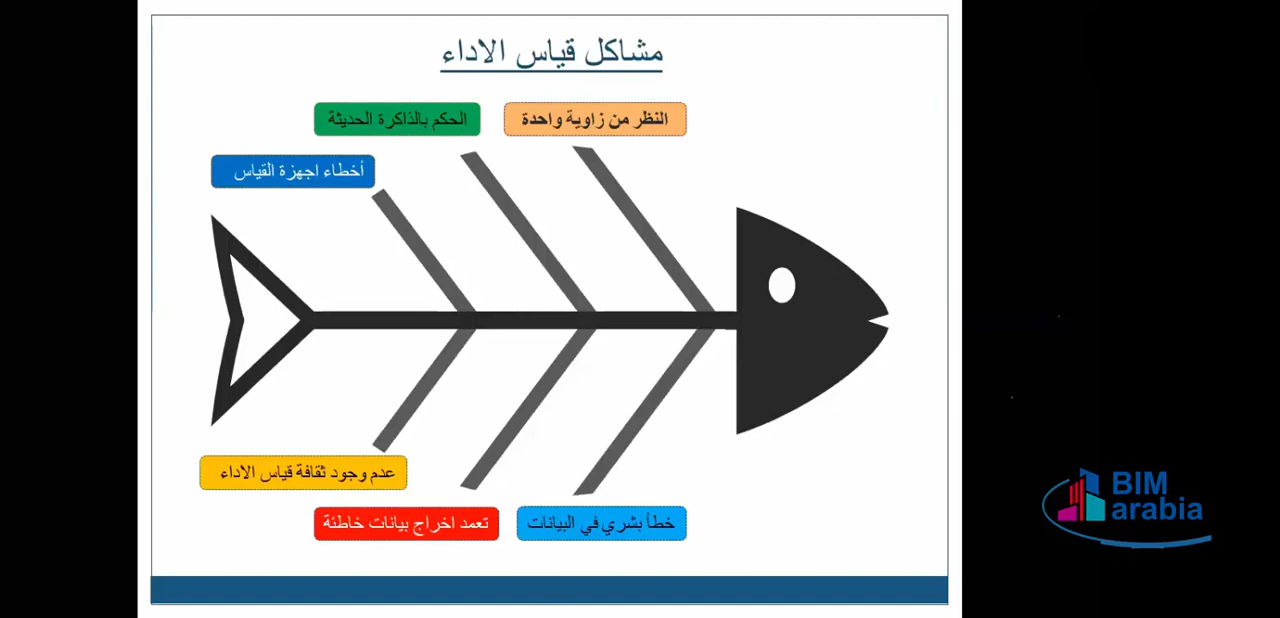 مشاكل قياس الاداء
النظر من زاوية واحدة
الحكم بالذاكرة الحديثة
أخطاء اجهزة القياس
عدم وجود ثقافة قياس الاداء
خطأ بشري في البيانات
تعمد اخراج بيانات خاطئة
BIM
arabia